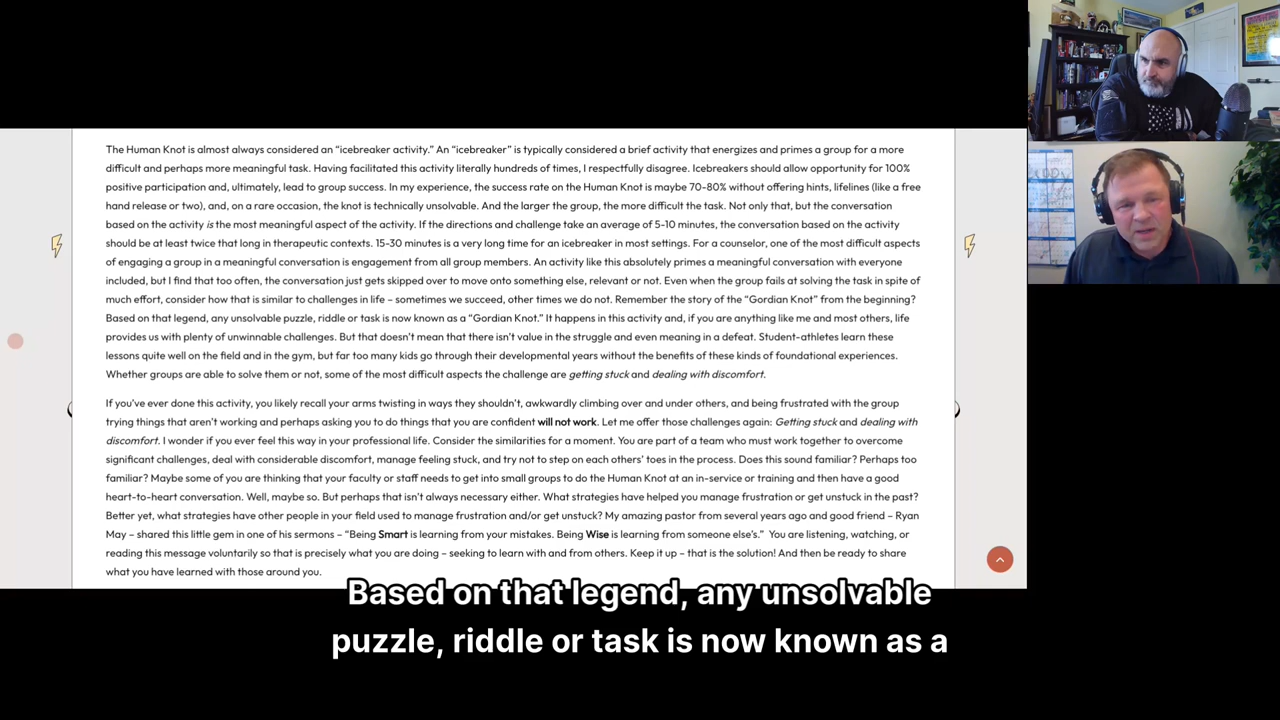 The Human Knot is almost always considered an “icebreaker activity.” An “icebreaker” is typically considered a brief activity that energizes and primes a group for a more
difficult and perhaps more meaningful task. Having facilitated this activity literally hundreds of times, I respectfully disagree. Icebreakers should allow opportunity for 100%
positive participation and, ultimately, lead to group success. In my experience, the success rate on the Human Knot is maybe 70-80% without offering hints, lifelines (like a free
hand release or two), and, on a rare occasion, the knot is technically unsolvable. And the larger the group, the more difficult the task. Not only that, but the conversation
based on the activity is the most meaningful aspect of the activity. If the directions and challenge take an average of 5-10 minutes, the conversation based on the activity
should be at least twice that long in therapeutic contexts. 15-30 minutes is a very long time for an icebreaker in most settings. For a counselor, one of the most difficult aspects
of engaging a group in a meaningful conversation is engagement from all group members. An activity like this absolutely primes a meaningful conversation with everyone
included, but I find that too often, the conversation just gets skipped over to move onto something else, relevant or not. Even when the group fails at solving the task in spite of
much effort, consider how that is similar to challenges in life – sometimes we succeed, other times we do not. Remember the story of the “Gordian Knot” from the beginning?
Based on that legend, any unsolvable puzzle, riddle or task is now known as a “Gordian Knot.” It happens in this activity and, if you are anything like me and most others, life
provides us with plenty of unwinnable challenges. But that doesn’t mean that there isn’t value in the struggle and even meaning in a defeat. Student-athletes learn these
lessons quite well on the field and in the gym, but far too many kids go through their developmental years without the benefits of these kinds of foundational experiences.
Whether groups are able to solve them or not, some of the most difficult aspects the challenge are getting stuck and dealing with discomfort.
If you’ve ever done this activity, you likely recall your arms twisting in ways they shouldn’t, awkwardly climbing over and under others, and being frustrated with the group
trying things that aren’t working and perhaps asking you to do things that you are confident will not work. Let me offer those challenges again: Getting stuck and dealing with
discomfort. I wonder if you ever feel this way in your professional life. Consider the similarities for a moment. You are part of a team who must work together to overcome
significant challenges, deal with considerable discomfort, manage feeling stuck, and try not to step on each others’ toes in the process. Does this sound familiar? Perhaps too
familiar? Maybe some of you are thinking that your faculty or staff needs to get into small groups to do the Human Knot at an in-service or training and then have a good
heart-to-heart conversation. Well, maybe so. But perhaps that isn’t always necessary either. What strategies have helped you manage frustration or get unstuck in the past?
Better yet, what strategies have other people in your field used to manage frustration and/or get unstuck? My amazing pastor from several years ago and good friend – Ryan
May – shared this little gem in one of his sermons – “Being Smart is learning from your mistakes. Being Wise is learning from someone else’s.” You are listening, watching, or
reading this message voluntarily so that is precisely what you are doing – seeking to learn with and from others. Keep it up – that is the solution! And then be ready to share
what you have learned with those around you.
Based on that legend, any unsolvable
puzzle, riddle or task is now known as a